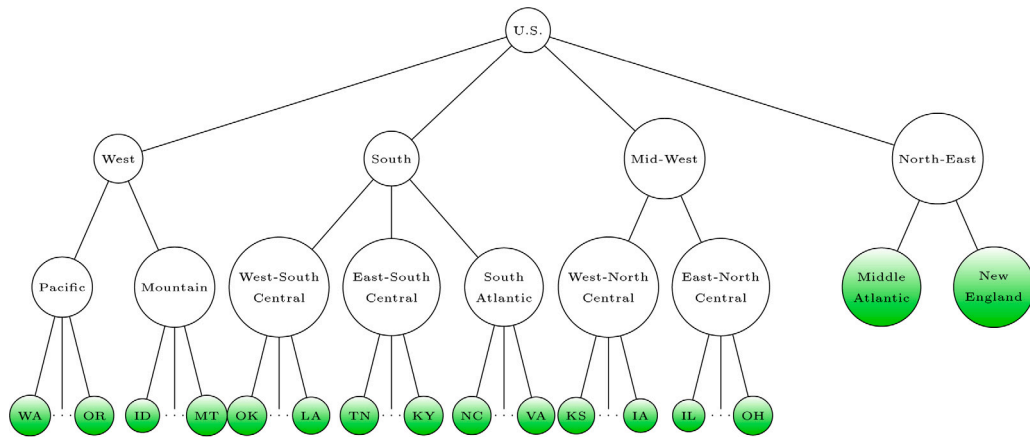 U.S.
West
South
Mid-West
North-East
Pacific
Mountain
West-South
Central
East-South
Central
South
Atlantic
West-North
Central
East-North
Central
Middle
Atlantic
New
England
WA ... OR
ID ... MT
OK ... LA
TN ... KY
NC ... VA
KS ... IA
IL ... OH